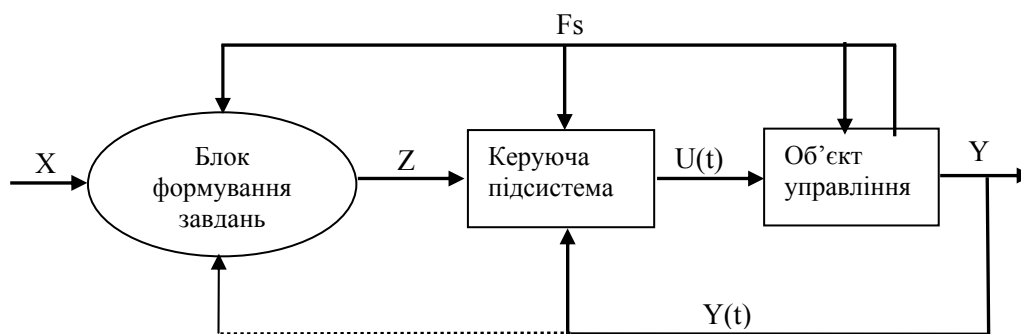 Fs
X
Блок
формування
завдань
Z
Керуюча
підсистема
U(t)
Об’єкт
управління
Y
Y(t)